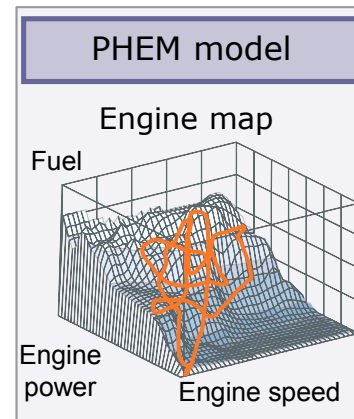 PHEM model
Engine map
Fuel
Engine
power
Engine speed